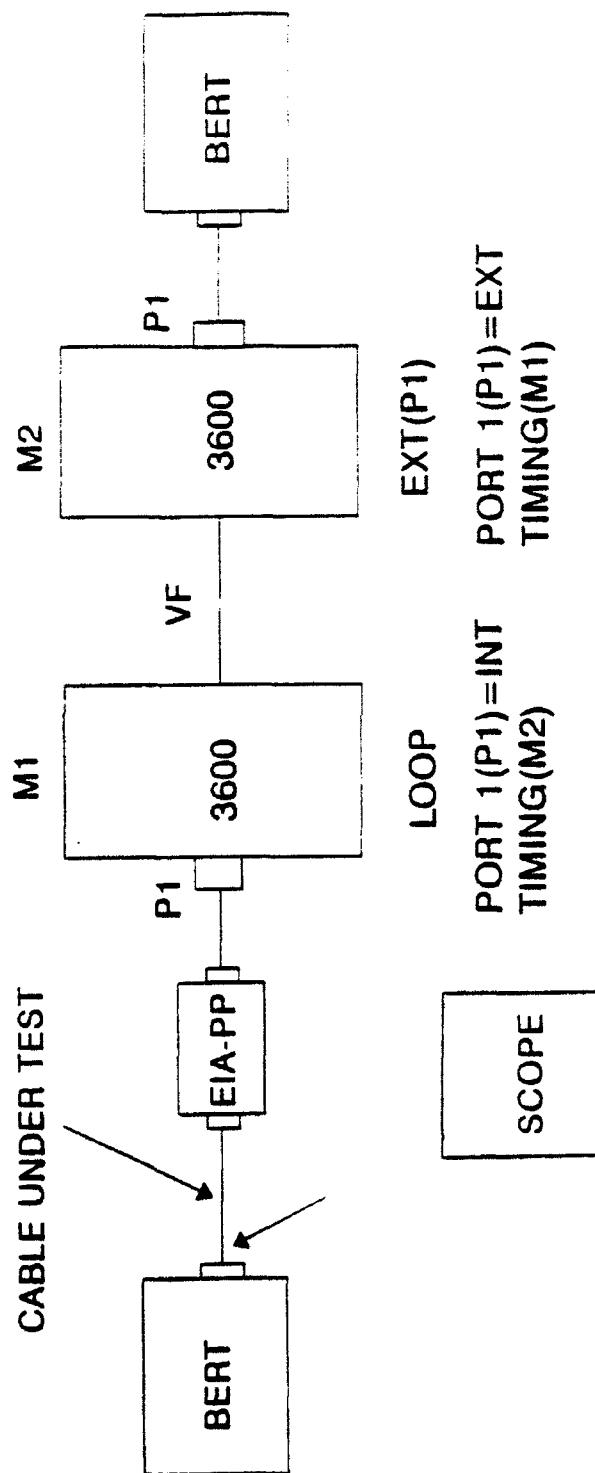 CABLE UNDER TEST
M1
M2
BERT
EIA-PP
P1
3600
VF
3600
P1
BERT
LOOP
EXT(P1)
SCOPE
PORT 1(P1)=INT
TIMING(M2)
PORT 1(P1)=EXT
TIMING(M1)